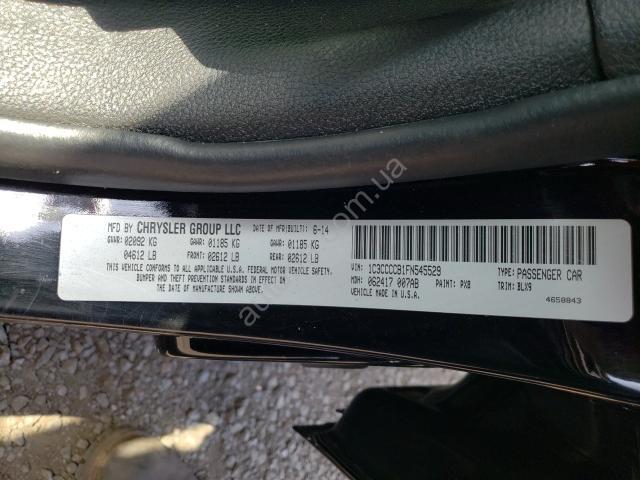 MFD BY CHRYSLER GROUP LLC DATE OF MFR(BUILT): 6-14
GVWR: 02092 KG GAWR: 01185 KG GAWR: 01185 KG
04612 LB FRONT: 02612 LB REAR: 02612 LB
THIS VEHICLE CONFORMS TO ALL APPLICABLE U.S.A. FEDERAL MOTOR VEHICLE SAFETY,
BUMPER AND THEFT PREVENTION STANDARDS IN EFFECT ON THE
DATE OF MANUFACTURE SHOWN ABOVE.
VIN: 1C3CCCCB1FN545529 TYPE: PASSENGER CAR
MDH: 062417 007AB PAINT: PX8 TRIM: BLX9
VEHICLE MADE IN U.S.A.
4658843